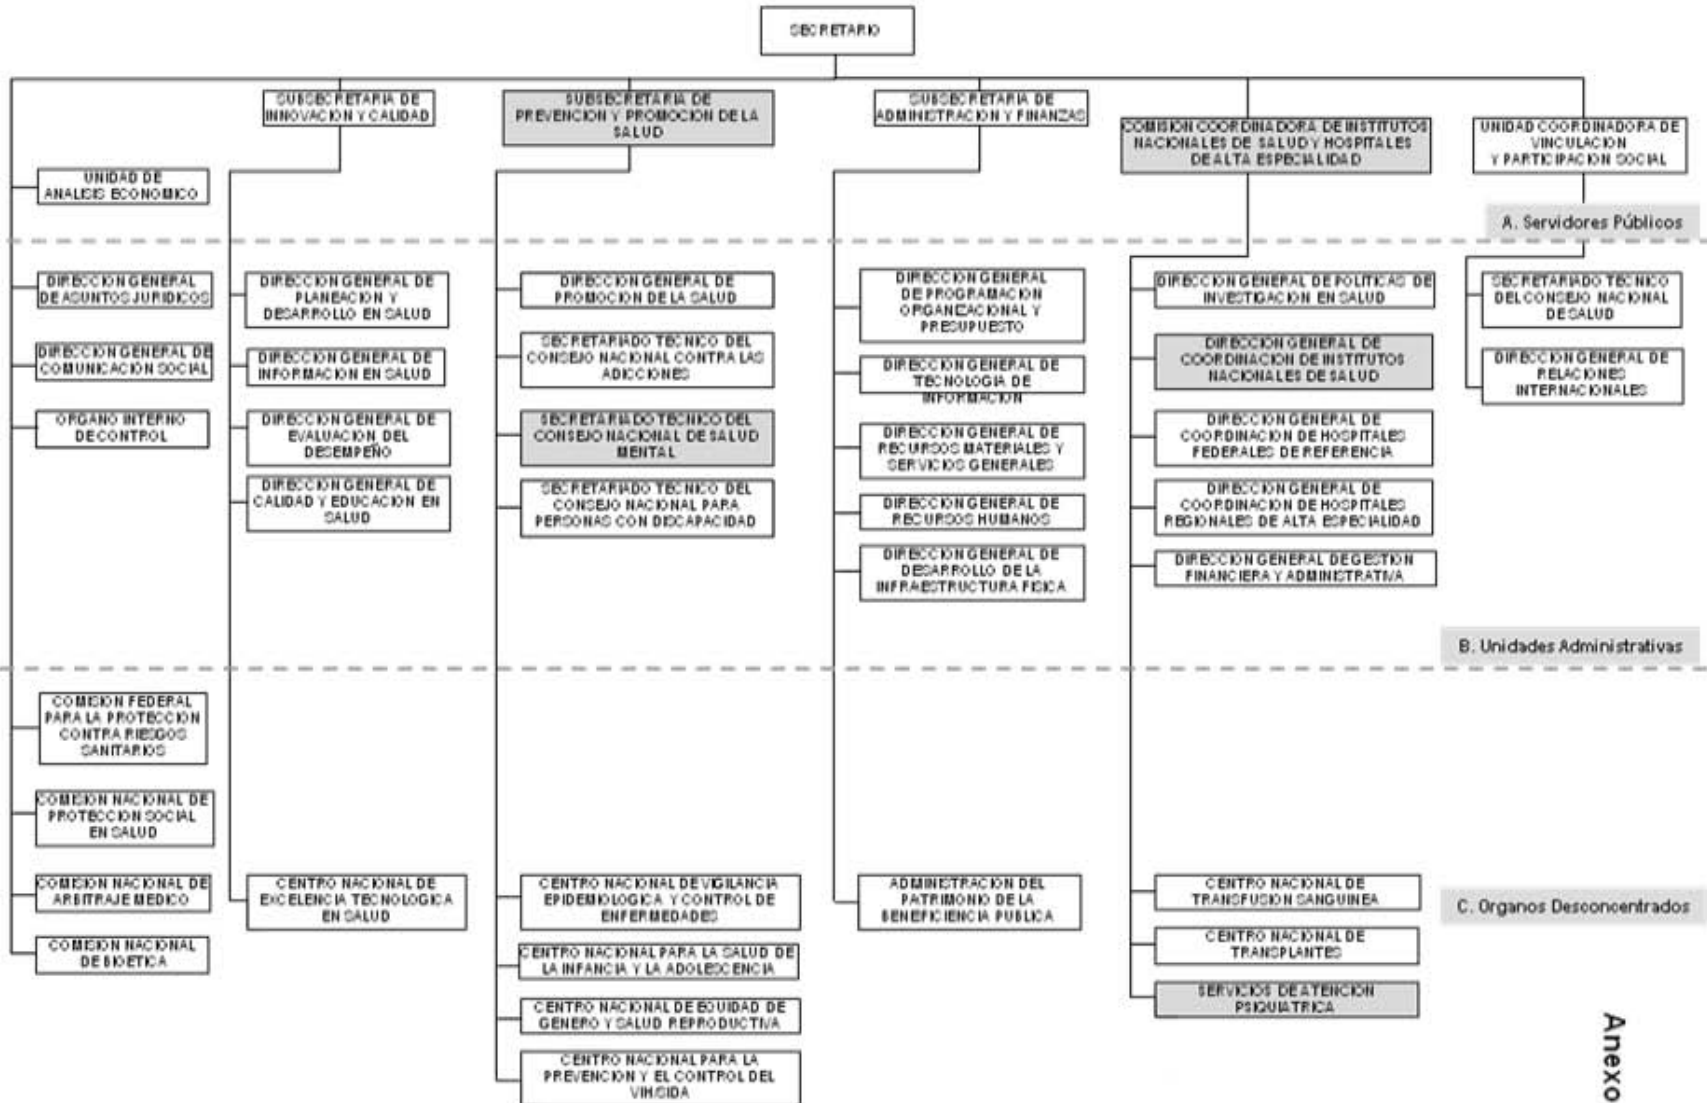 SECRETARIO
SUBSECRETARIA DE
INNOVACION Y CALIDAD
SUBSECRETARIA DE
PREVENCION Y PROMOCION DE LA
SALUD
SUBSECRETARIA DE
ADMINISTRACION Y FINANZAS
COMISION COORDINADORA DE INSTITUTOS
NACIONALES DE SALUD Y HOSPITALES
DE ALTA ESPECIALIDAD
UNIDAD COORDINADORA DE
VINCULACION
Y PARTICIPACION SOCIAL
UNIDAD DE
ANALISIS ECONOMICO
A. Servidores Públicos
DIRECCION GENERAL
DE ASUNTOS JURIDICOS
DIRECCION GENERAL DE
COMUNICACION SOCIAL
ORGANO INTERNO
DE CONTROL
DIRECCION GENERAL DE
PLANEACION Y
DESARROLLO EN SALUD
DIRECCION GENERAL DE
INFORMACION EN SALUD
DIRECCION GENERAL DE
EVALUACION DEL
DESEMPEÑO
DIRECCION GENERAL DE
CALIDAD Y EDUCACION EN
SALUD
DIRECCION GENERAL DE
PROMOCION DE LA SALUD
SECRETARIADO TECNICO DEL
CONSEJO NACIONAL CONTRA LAS
ADICCIONES
SECRETARIADO TECNICO DEL
CONSEJO NACIONAL DE SALUD
MENTAL
SECRETARIADO TECNICO DEL
CONSEJO NACIONAL PARA
PERSONAS CON DISCAPACIDAD
DIRECCION GENERAL
DE PROGRAMACION
ORGANIZACIONAL Y
PRESUPUESTO
DIRECCION GENERAL DE
TECNOLOGIA DE
INFORMACION
DIRECCION GENERAL DE
RECURSOS MATERIALES Y
SERVICIOS GENERALES
DIRECCION GENERAL DE
RECURSOS HUMANOS
DIRECCION GENERAL DE
DESARROLLO DE LA
INFRAESTRUCTURA FISICA
DIRECCION GENERAL DE POLITICAS DE
INVESTIGACION EN SALUD
DIRECCION GENERAL DE
COORDINACION DE INSTITUTOS
NACIONALES DE SALUD
DIRECCION GENERAL DE
COORDINACION DE HOSPITALES
FEDERALES DE REFERENCIA
DIRECCION GENERAL DE
COORDINACION DE HOSPITALES
REGIONALES DE ALTA ESPECIALIDAD
DIRECCION GENERAL DE GESTION
FINANCIERA Y ADMINISTRATIVA
SECRETARIADO TECNICO
DEL CONSEJO NACIONAL
DE SALUD
DIRECCION GENERAL DE
RELACIONES
INTERNACIONALES
B. Unidades Administrativas
COMISION FEDERAL
PARA LA PROTECCION
CONTRA RIESGOS
SANITARIOS
COMISION NACIONAL DE
PROTECCION SOCIAL
EN SALUD
COMISION NACIONAL DE
ARBITRAJE MEDICO
COMISION NACIONAL
DE BIOETICA
CENTRO NACIONAL DE
EXCELENCIA TECNOLOGICA
EN SALUD
CENTRO NACIONAL DE VIGILANCIA
EPIDEMIOLOGICA Y CONTROL DE
ENFERMEDADES
CENTRO NACIONAL PARA LA SALUD DE
LA INFANCIA Y LA ADOLESCENCIA
CENTRO NACIONAL DE EQUIDAD DE
GENERO Y SALUD REPRODUCTIVA
CENTRO NACIONAL PARA LA
PREVENCION Y EL CONTROL DEL
VIH/SIDA
ADMINISTRACION DEL
PATRIMONIO DE LA
BENEFICIENCIA PUBLICA
CENTRO NACIONAL DE
TRANSFUSION SANGUINEA
CENTRO NACIONAL DE
TRANSPLANTES
SERVICIOS DE ATENCION
PSIQUIATRICA
C. Organos Desconcentrados
Anexo